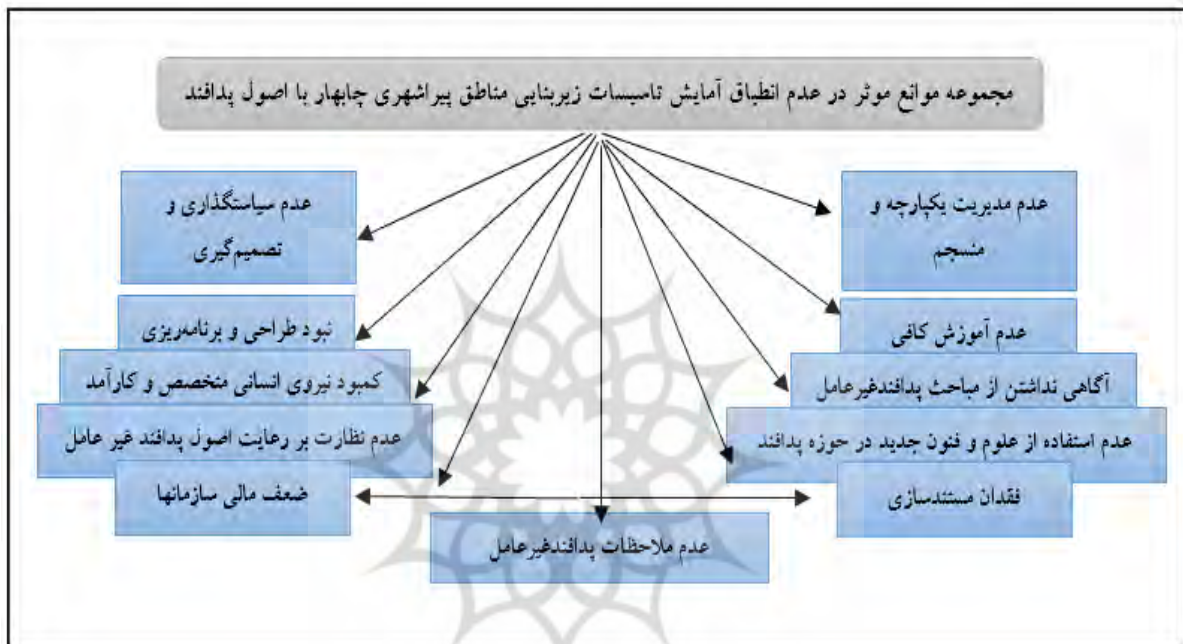 مجموعه موانع موثر در عدم انطباق آمایش تاسیسات زیربنایی مناطق پیراشهری چابهار با اصول پدافند
عدم مدیریت یکپارچه و
منسجم
عدم سیاستگذاری و
تصمیم‌گیری
عدم آموزش کافی
نبود طراحی و برنامه‌ریزی
آگاهی نداشتن از مباحث پدافندغیرعامل
کمبود نیروی انسانی متخصص و کارآمد
عدم استفاده از علوم و فنون جدید در حوزه پدافند
عدم نظارت بر رعایت اصول پدافند غیر عامل
فقدان مستندسازی
ضعف مالی سازمانها
عدم ملاحظات پدافندغیرعامل